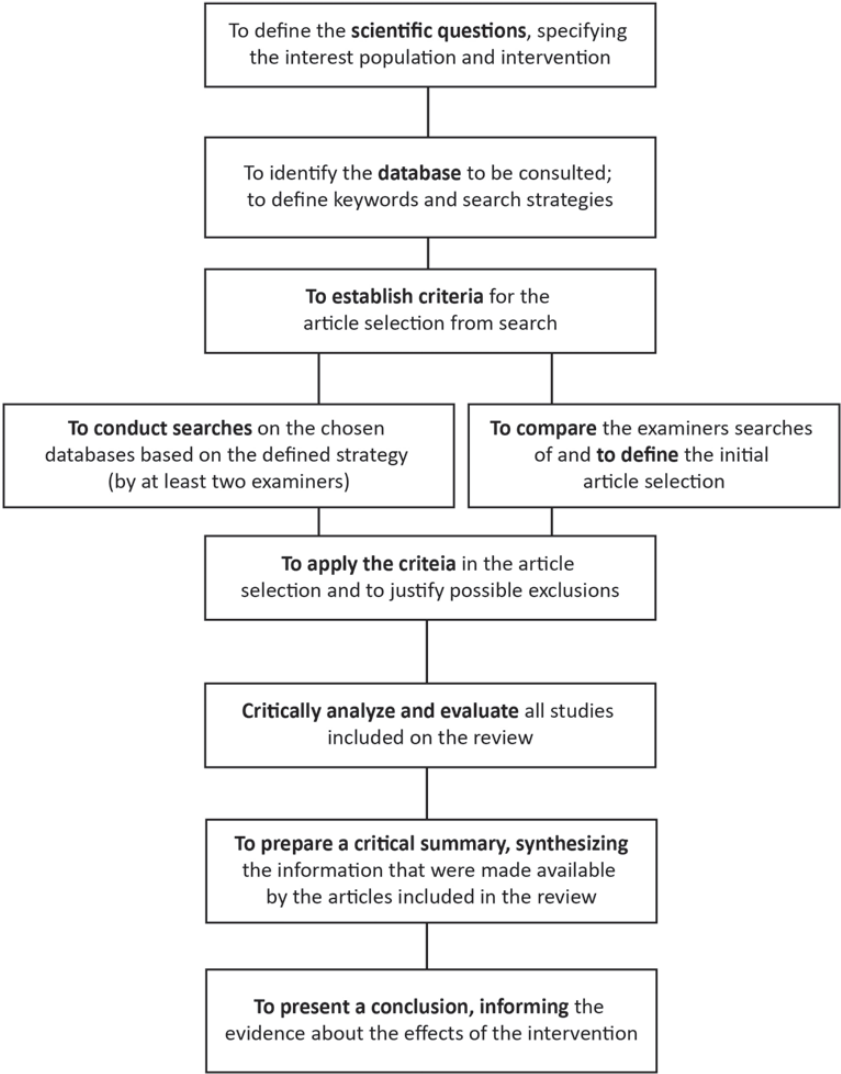 To define the scientific questions, specifying
the interest population and intervention
To identify the database to be consulted;
to define keywords and search strategies
To establish criteria for the
article selection from search
To conduct searches on the chosen
databases based on the defined strategy
(by at least two examiners)
To compare the examiners searches
of and to define the initial
article selection
To apply the criteia in the article
selection and to justify possible exclusions
Critically analyze and evaluate all studies
included on the review
To prepare a critical summary, synthesizing
the information that were made available
by the articles included in the review
To present a conclusion, informing the
evidence about the effects of the intervention